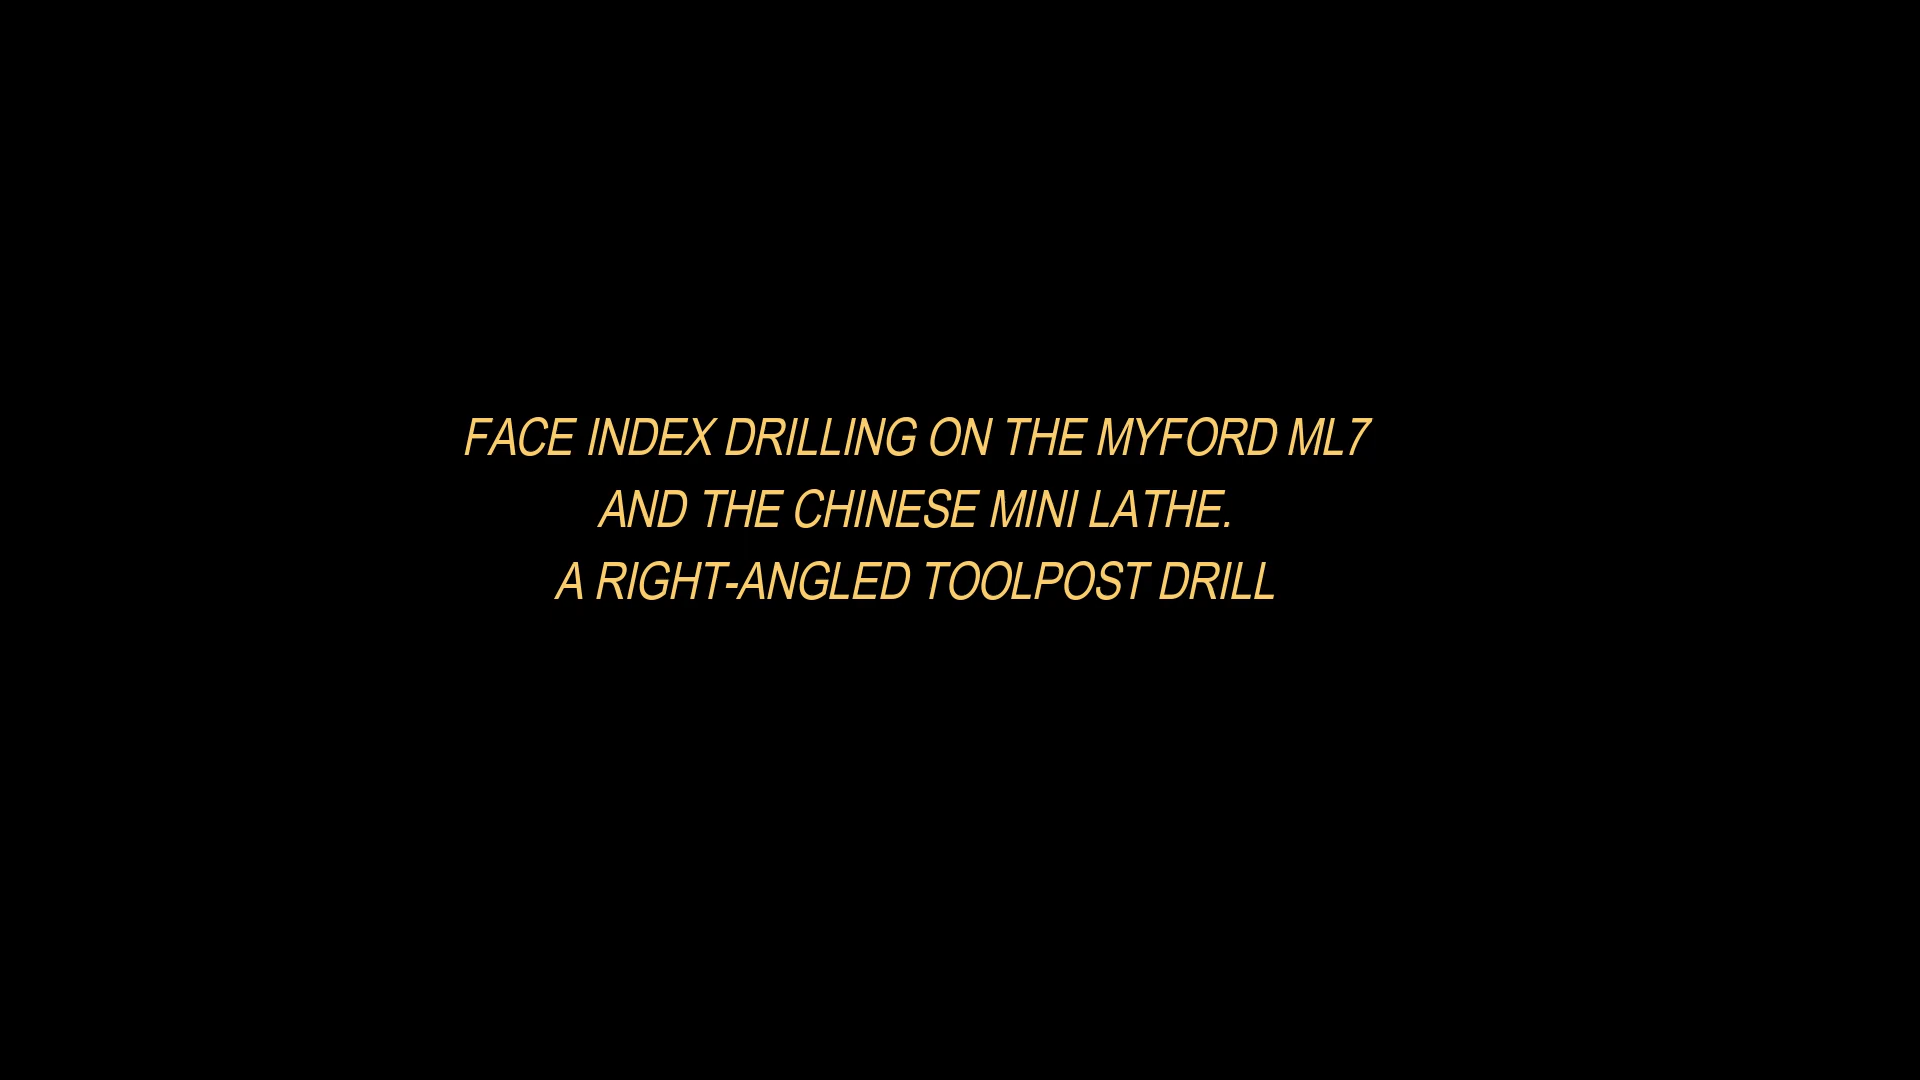 FACE INDEX DRILLING ON THE MYFORD ML7
AND THE CHINESE MINI LATHE.
A RIGHT-ANGLED TOOLPOST DRILL